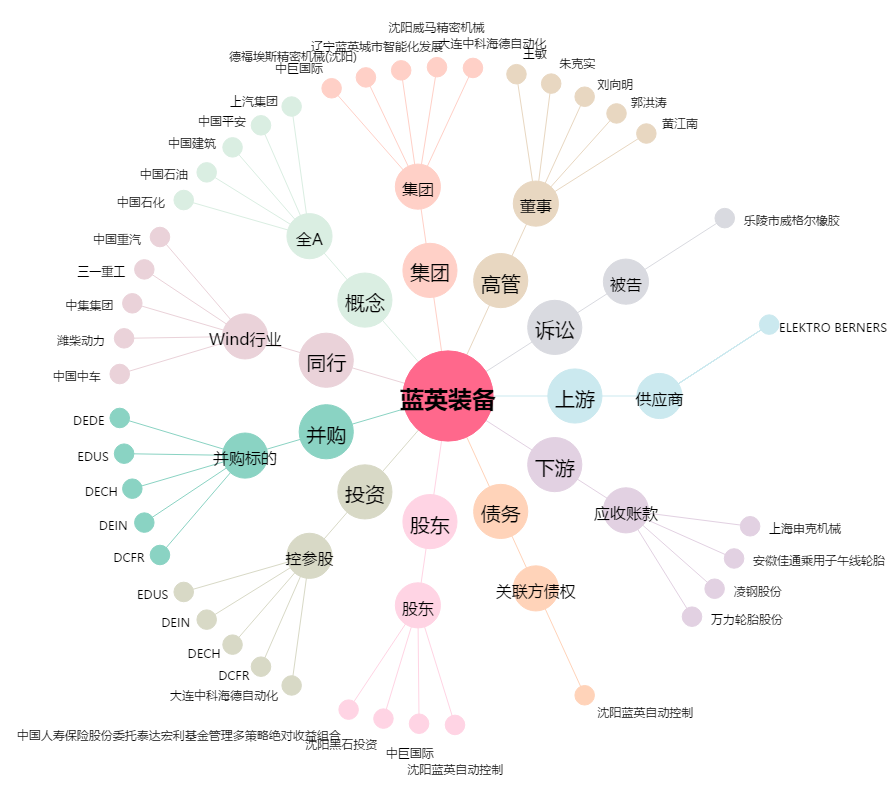 沈阳威马精密机械
辽宁蓝英城市智能化发展
大连中科海德自动化
德福埃斯精密机械(沈阳)
中巨国际
王敏
朱克实
刘向明
郭洪涛
黄江南
上汽集团
中国平安
中国建筑
中国石油
中国石化
集团
董事
全A
集团
高管
概念
被告
乐陵市威格尔橡胶
诉讼
中国重汽
三一重工
中集集团
潍柴动力
中国中车
Wind行业
同行
蓝英装备
上游
供应商
ELEKTRO BERNERS
DEDE
EDUS
DECH
DEIN
DCFR
并购标的
并购
下游
应收账款
上海申克机械
安徽佳通乘用子午线轮胎
凌钢股份
万力轮胎股份
投资
控参股
EDUS
DEIN
DECH
DCFR
大连中科海德自动化
股东
股东
债务
关联方债权
沈阳蓝英自动控制
中国人寿保险股份委托泰达宏利基金管理多策略绝对收益组合
沈阳黑石投资
中巨国际
沈阳蓝英自动控制